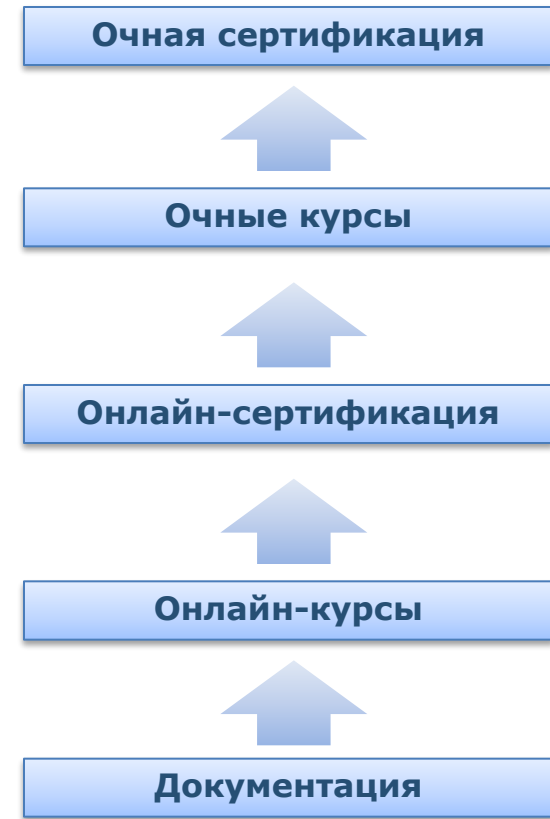 Очная сертификация
Очные курсы
Онлайн-сертификация
Онлайн-курсы
Документация